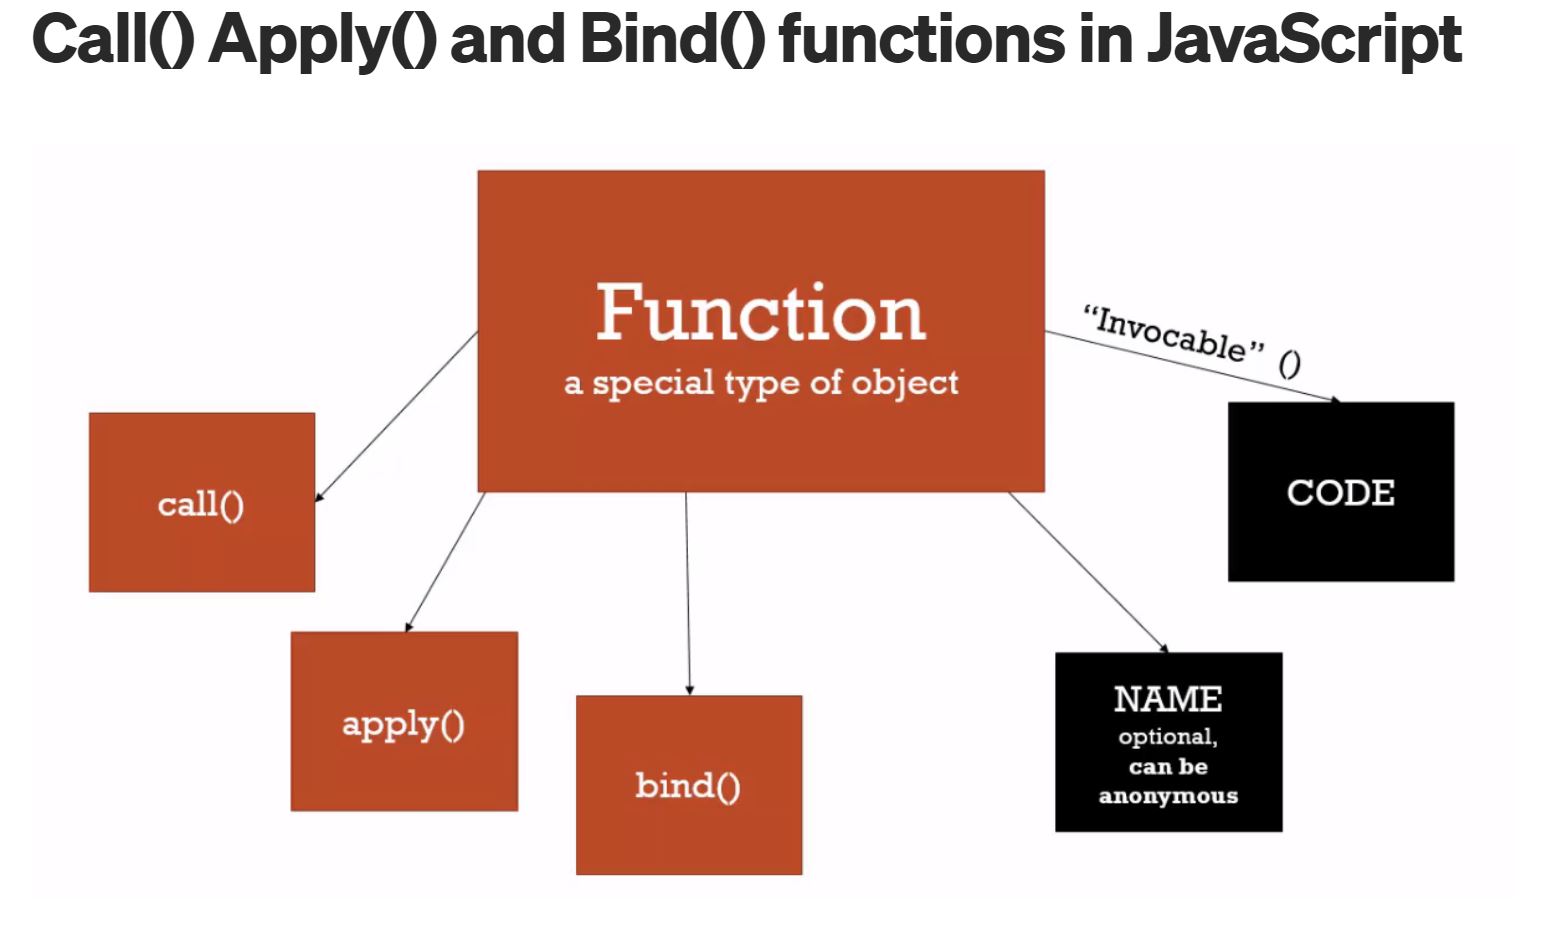 Call() Apply() and Bind() functions in JavaScript
Function
a special type of object
“Invocable” ()
CODE
call()
apply()
bind()
NAME
optional,
can be
anonymous